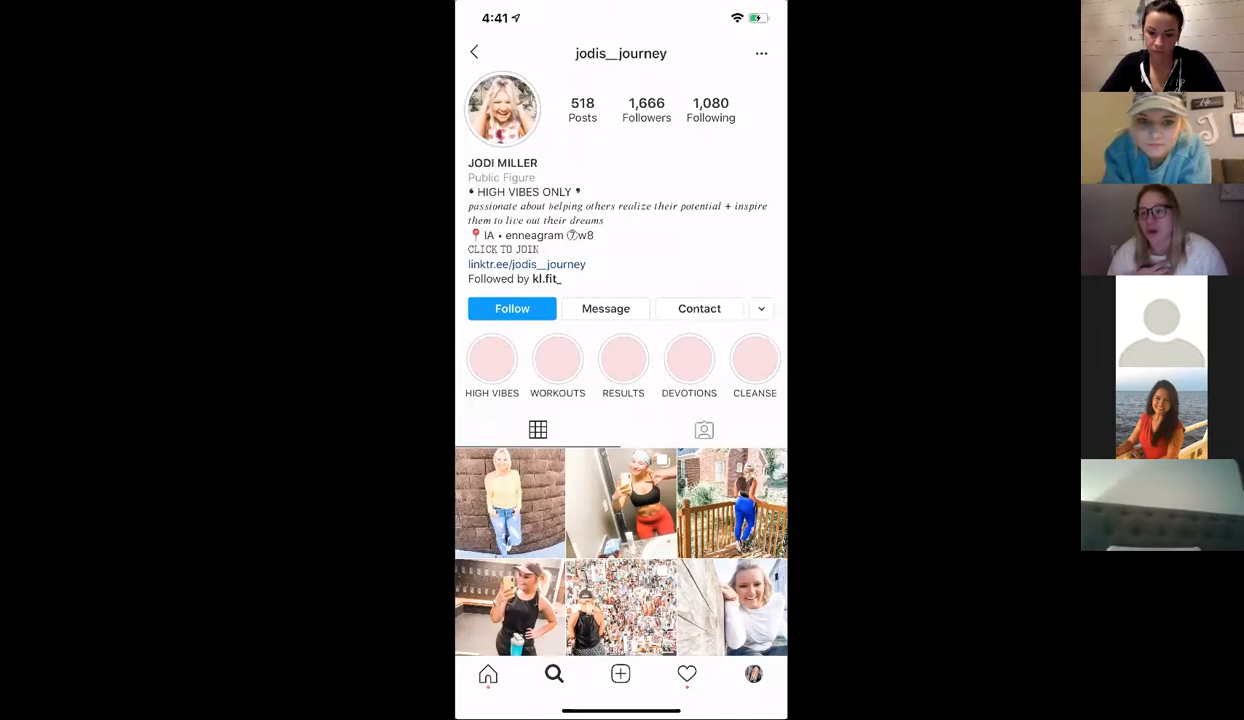 4:41
jodis__journey
518
1,666
1,080
Posts
Followers
Following
JODI MILLER
Public Figure
❛ HIGH VIBES ONLY ❜
passionate about helping others realize their potential + inspire
them to live out their dreams
📍 IA • enneagram ⑦w8
CLICK TO JOIN
linktr.ee/jodis__journey
Followed by kl.fit_
Follow
Message
Contact
HIGH VIBES
WORKOUTS
RESULTS
DEVOTIONS
CLEANSE
J